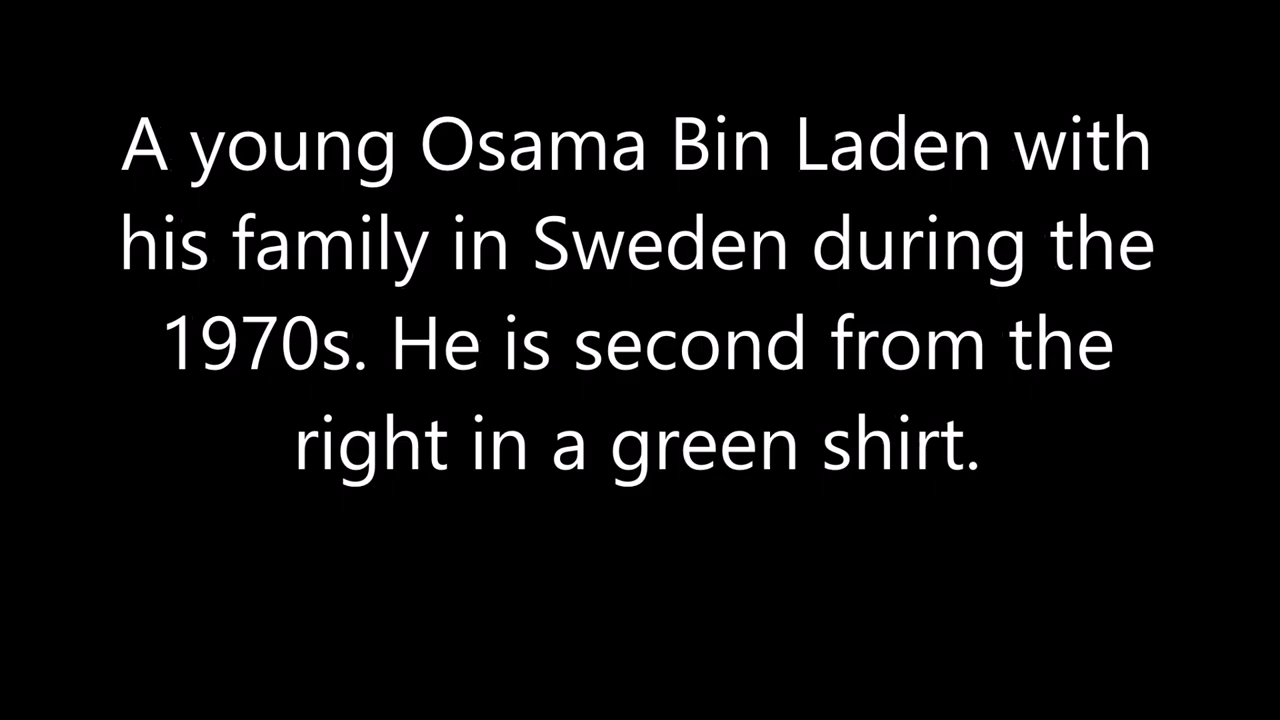 A young Osama Bin Laden with
his family in Sweden during the
1970s. He is second from the
right in a green shirt.